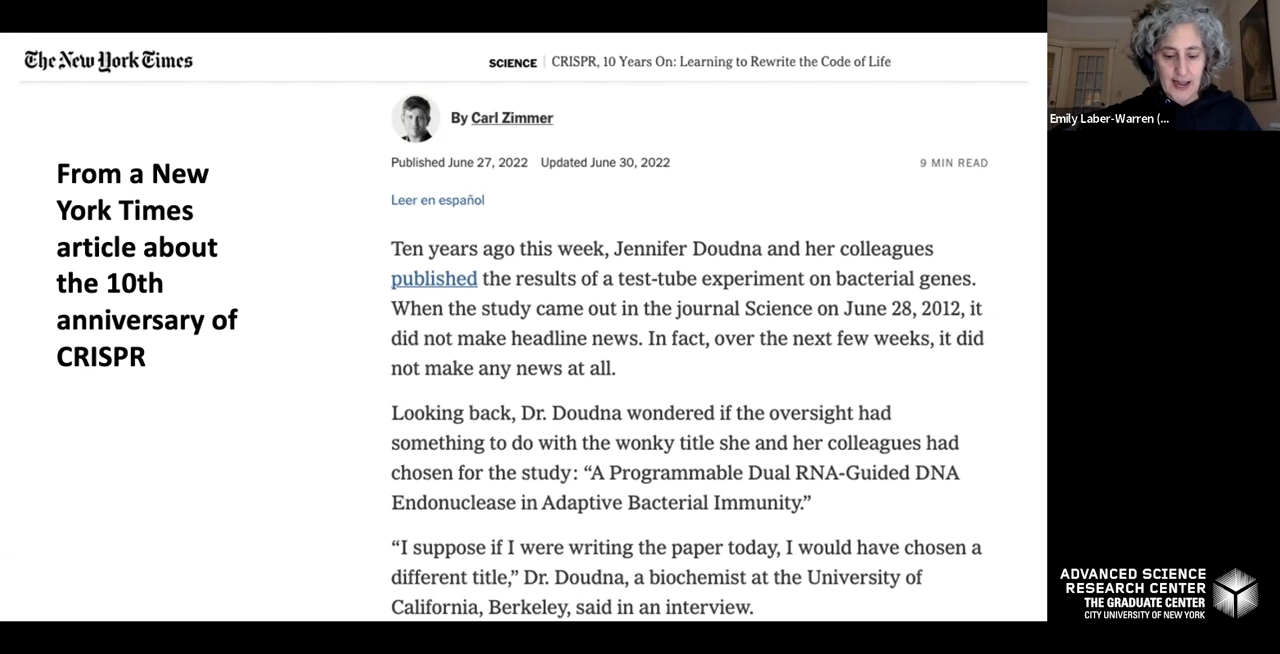 The New York Times
SCIENCE | CRISPR, 10 Years On: Learning to Rewrite the Code of Life
Emily Laber-Warren (...
From a New
York Times
article about
the 10th
anniversary of
CRISPR
By Carl Zimmer
Published June 27, 2022 Updated June 30, 2022
9 MIN READ
Leer en español
Ten years ago this week, Jennifer Doudna and her colleagues
published the results of a test-tube experiment on bacterial genes.
When the study came out in the journal Science on June 28, 2012, it
did not make headline news. In fact, over the next few weeks, it did
not make any news at all.
Looking back, Dr. Doudna wondered if the oversight had
something to do with the wonky title she and her colleagues had
chosen for the study: “A Programmable Dual RNA-Guided DNA
Endonuclease in Adaptive Bacterial Immunity.”
“I suppose if I were writing the paper today, I would have chosen a
different title,” Dr. Doudna, a biochemist at the University of
California, Berkeley, said in an interview.
ADVANCED SCIENCE
RESEARCH CENTER
THE GRADUATE CENTER
CITY UNIVERSITY OF NEW YORK